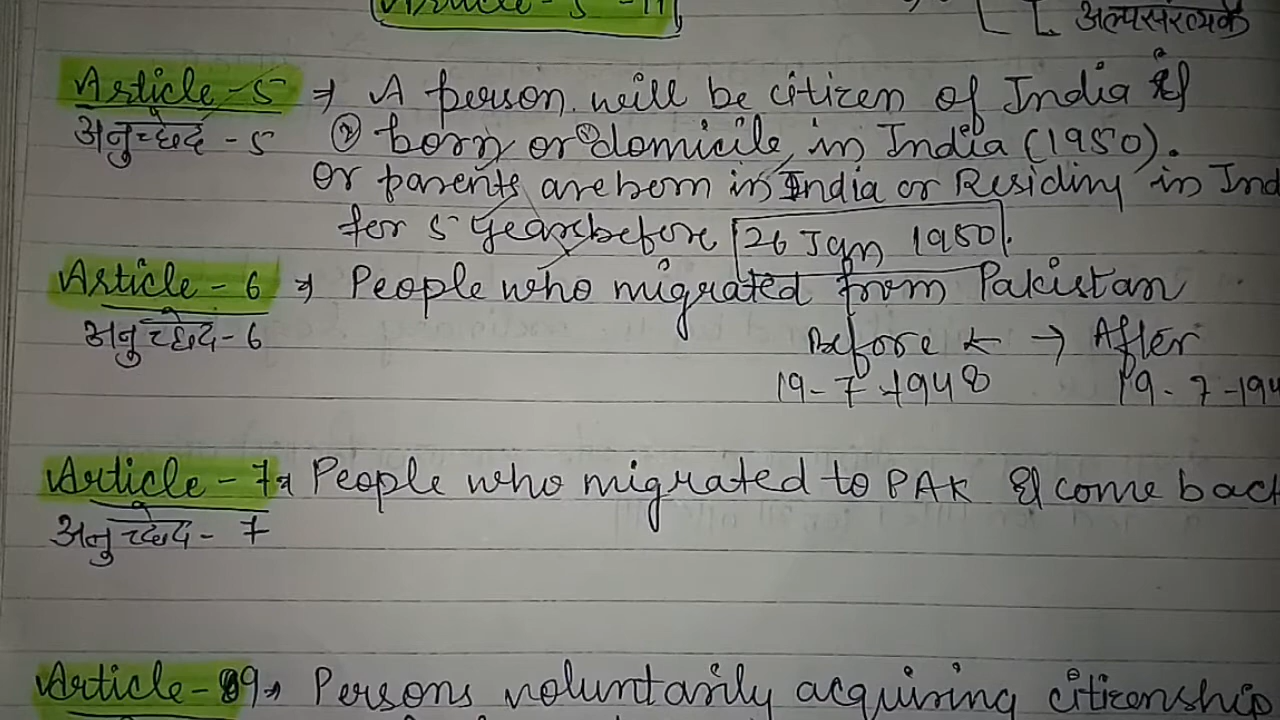 Article - 5 - 11
अल्पसंख्यक
Article - 5 → A person will be citizen of India if
अनुच्छेद - 5 born or domicile in India (1950).
Or parents are born in India or Residing in Ind
for 5 years before 26 Jan 1950.
Article - 6 → People who migrated from Pakistan
अनुच्छेद - 6 Before ← → After
19-7-1948 19-7-194
Article - 7 → People who migrated to PAK & come back
अनुच्छेद - 7
Article - 9 → Persons voluntarily acquiring citizenship